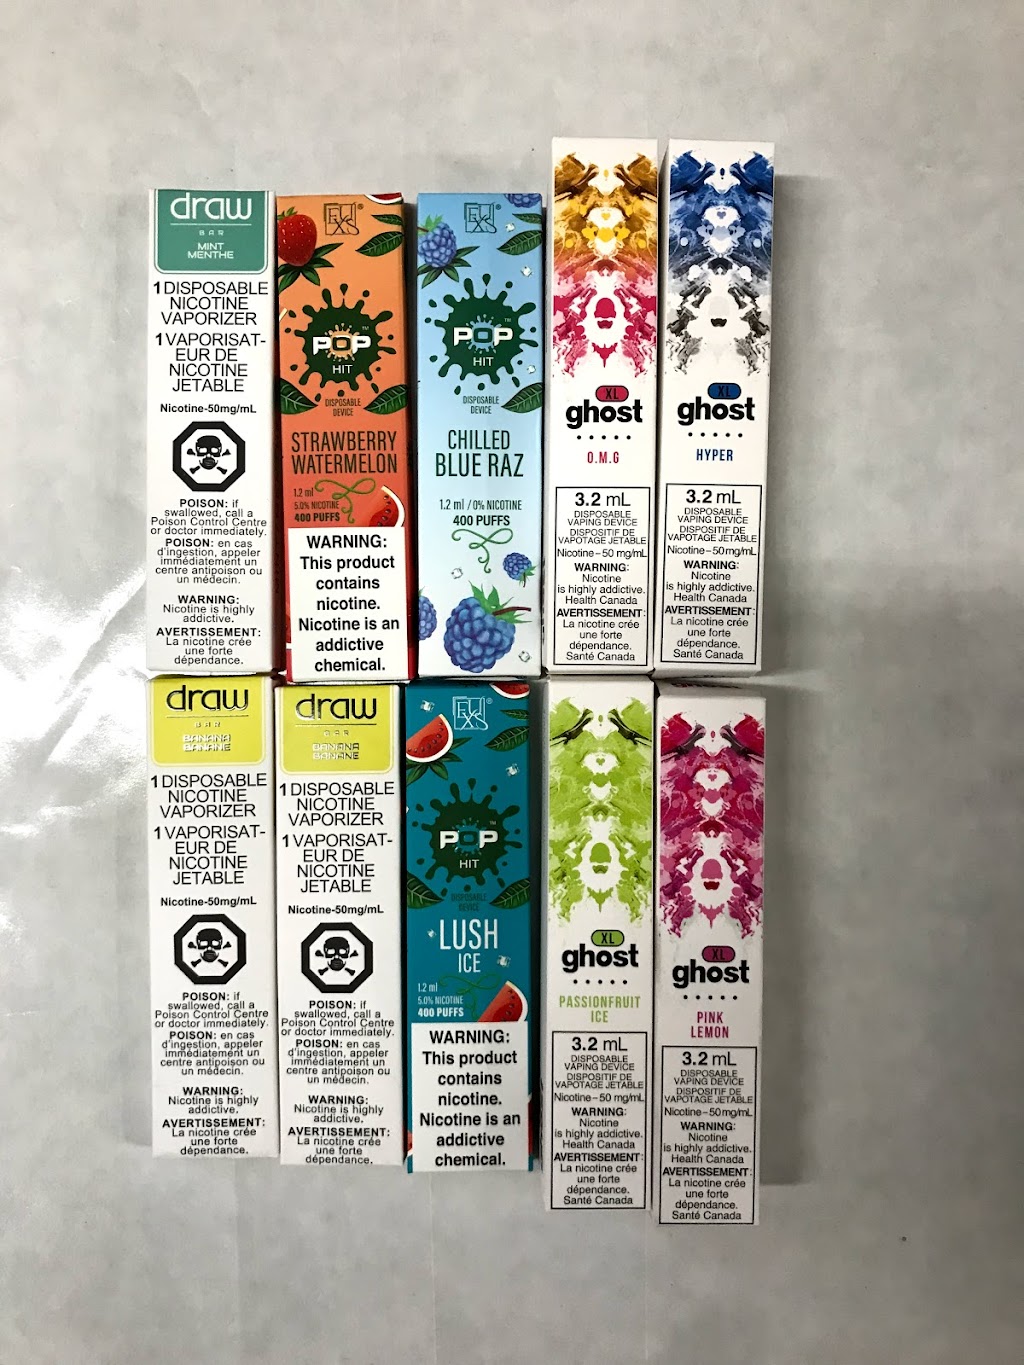 draw
BAR
MINT
MENTHE
1 DISPOSABLE
NICOTINE
VAPORIZER
1 VAPORISAT-
EUR DE
NICOTINE
JETABLE
Nicotine-50mg/mL
POISON: if
swallowed, call a
Poison Control Centre
or doctor immediately.
POISON: en cas
d'ingestion, appeler
immédiatement un
centre antipoison ou
un médecin.
WARNING:
Nicotine is highly
addictive.
AVERTISSEMENT:
La nicotine crée
une forte
dépendance.
POP
™
HIT
DISPOSABLE
DEVICE
STRAWBERRY
WATERMELON
1.2 ml
5.0% NICOTINE
400 PUFFS
WARNING:
This product
contains
nicotine.
Nicotine is an
addictive
chemical.
POP
™
HIT
DISPOSABLE
DEVICE
CHILLED
BLUE RAZ
1.2 ml / 0% NICOTINE
400 PUFFS
XL
ghost
O.M.G
3.2 mL
DISPOSABLE
VAPING DEVICE
DISPOSITIF DE
VAPOTAGE JETABLE
Nicotine – 50 mg/mL
WARNING:
Nicotine
is highly addictive.
Health Canada
AVERTISSEMENT:
La nicotine crée
une forte
dépendance.
Santé Canada
XL
ghost
HYPER
3.2 mL
DISPOSABLE
VAPING DEVICE
DISPOSITIF DE
VAPOTAGE JETABLE
Nicotine – 50 mg/mL
WARNING:
Nicotine
is highly addictive.
Health Canada
AVERTISSEMENT:
La nicotine crée
une forte
dépendance.
Santé Canada
draw
BAR
BANANA
BANANE
1 DISPOSABLE
NICOTINE
VAPORIZER
1 VAPORISAT-
EUR DE
NICOTINE
JETABLE
Nicotine-50mg/mL
POISON: if
swallowed, call a
Poison Control Centre
or doctor immediately.
POISON: en cas
d'ingestion, appeler
immédiatement un
centre antipoison ou
un médecin.
WARNING:
Nicotine is highly
addictive.
AVERTISSEMENT:
La nicotine crée
une forte
dépendance.
draw
BAR
BANANA
BANANE
1 DISPOSABLE
NICOTINE
VAPORIZER
1 VAPORISAT-
EUR DE
NICOTINE
JETABLE
Nicotine-50mg/mL
POISON: if
swallowed, call a
Poison Control Centre
or doctor immediately.
POISON: en cas
d'ingestion, appeler
immédiatement un
centre antipoison ou
un médecin.
WARNING:
Nicotine is highly
addictive.
AVERTISSEMENT:
La nicotine crée
une forte
dépendance.
POP
™
HIT
DISPOSABLE
DEVICE
LUSH
ICE
1.2 ml
5.0% NICOTINE
400 PUFFS
WARNING:
This product
contains
nicotine.
Nicotine is an
addictive
chemical.
XL
ghost
PASSIONFRUIT
ICE
3.2 mL
DISPOSABLE
VAPING DEVICE
DISPOSITIF DE
VAPOTAGE JETABLE
Nicotine – 50 mg/mL
WARNING:
Nicotine
is highly addictive.
Health Canada
AVERTISSEMENT:
La nicotine crée
une forte
dépendance.
Santé Canada
XL
ghost
PINK
LEMON
3.2 mL
DISPOSABLE
VAPING DEVICE
DISPOSITIF DE
VAPOTAGE JETABLE
Nicotine – 50 mg/mL
WARNING:
Nicotine
is highly addictive.
Health Canada
AVERTISSEMENT:
La nicotine crée
une forte
dépendance.
Santé Canada